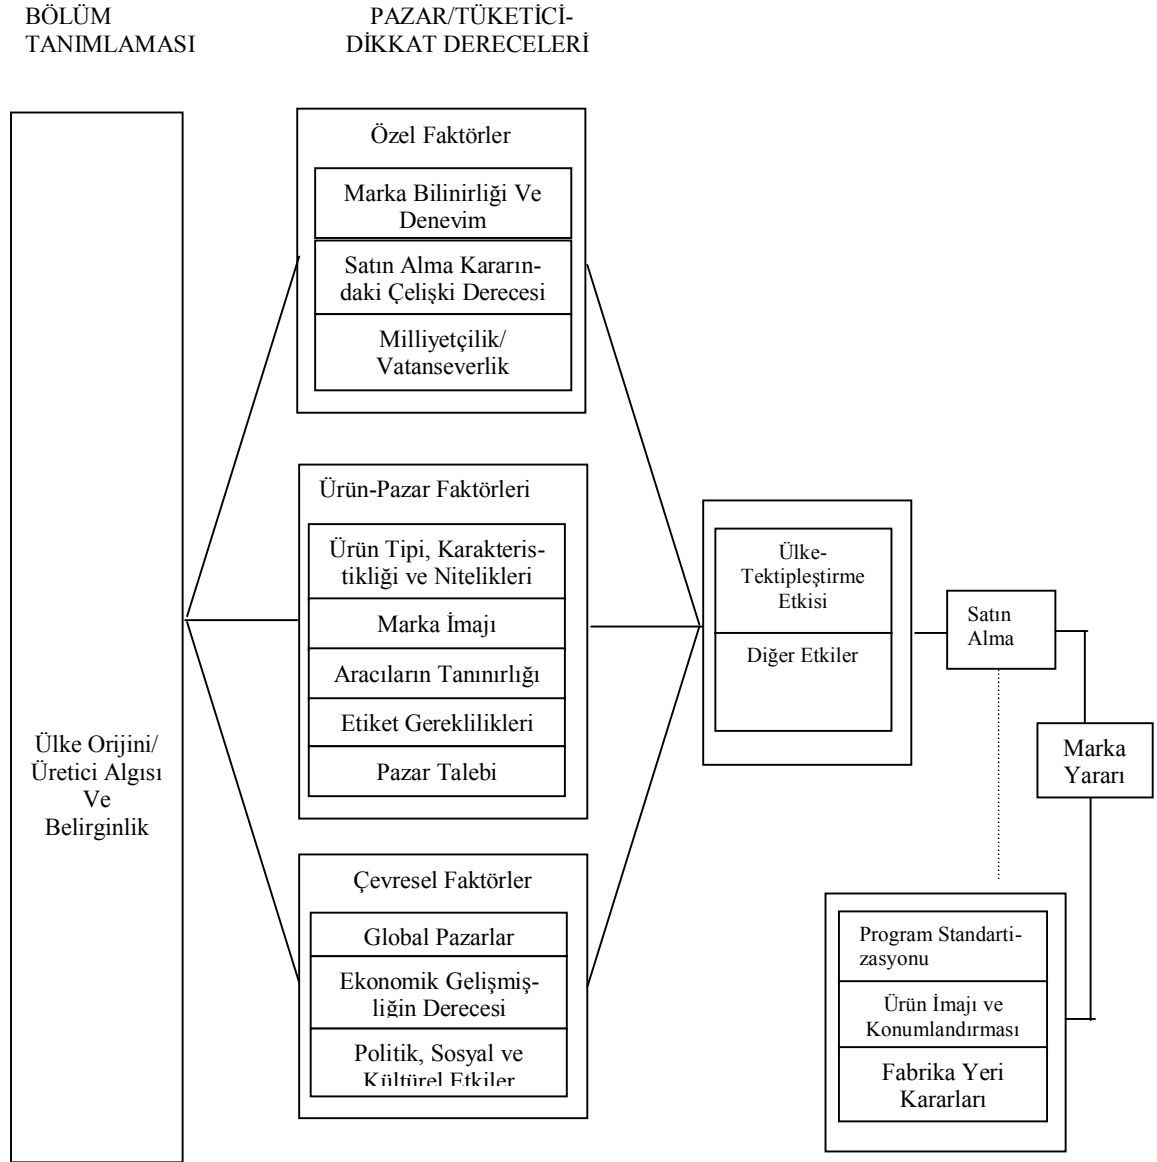 BÖLÜM
TANIMLAMASI
PAZAR/TÜKETİCİ-
DİKKAT DERECELERİ
Ülke Orijini/
Üretici Algısı
Ve
Belirginlik
Özel Faktörler
Marka Bilinirliği Ve
Denevim
Satın Alma Kararın-
daki Çelişki Derecesi
Milliyetçilik/
Vatanseverlik
Ürün-Pazar Faktörleri
Ürün Tipi, Karakteris-
tikliği ve Nitelikleri
Marka İmajı
Aracıların Tanınırlığı
Etiket Gereklilikleri
Pazar Talebi
Çevresel Faktörler
Global Pazarlar
Ekonomik Gelişmiş-
liğin Derecesi
Politik, Sosyal ve
Kültürel Etkiler
Ülke-
Tektipleştirme
Etkisi
Diğer Etkiler
Satın
Alma
Marka
Yararı
Program Standarti-
zasyonu
Ürün İmajı ve
Konumlandırması
Fabrika Yeri
Kararları